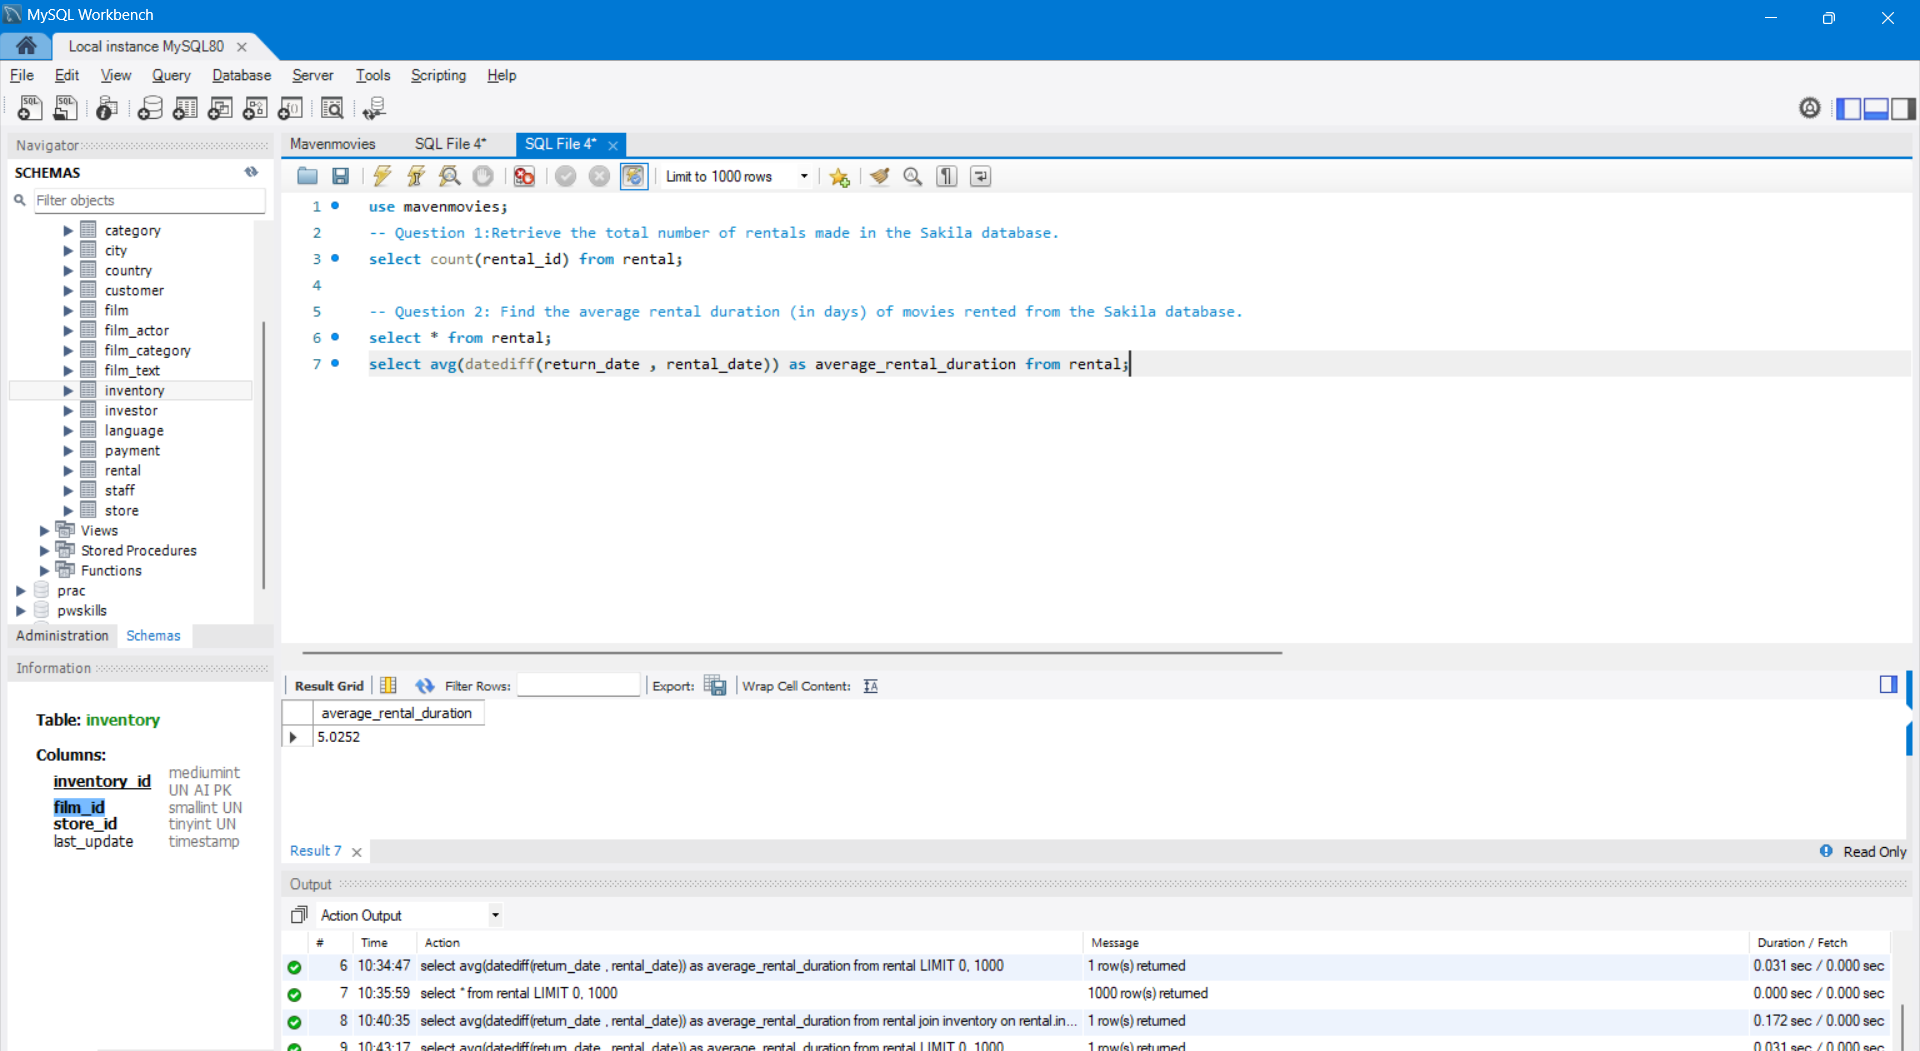 MySQL Workbench
Local instance MySQL80
File Edit View Query Database Server Tools Scripting Help
Navigator
SCHEMAS
Filter objects
category
city
country
customer
film
film_actor
film_category
film_text
inventory
investor
language
payment
rental
staff
store
Views
Stored Procedures
Functions
prac
pwskills
Administration Schemas
Information
Table: inventory
Columns:
inventory_id mediumint UN AI PK
film_id smallint UN
store_id tinyint UN
last_update timestamp
Mavenmovies SQL File 4* SQL File 4*
Limit to 1000 rows
1 use mavenmovies;
2 -- Question 1:Retrieve the total number of rentals made in the Sakila database.
3 select count(rental_id) from rental;
4
5 -- Question 2: Find the average rental duration (in days) of movies rented from the Sakila database.
6 select * from rental;
7 select avg(datediff(return_date , rental_date)) as average_rental_duration from rental;
Result Grid Filter Rows: Export: Wrap Cell Content:
average_rental_duration
5.0252
Result 7 Read Only
Output
Action Output
# Time Action Message Duration / Fetch
6 10:34:47 select avg(datediff(return_date , rental_date)) as average_rental_duration from rental LIMIT 0, 1000 1 row(s) returned 0.031 sec / 0.000 sec
7 10:35:59 select * from rental LIMIT 0, 1000 1000 row(s) returned 0.000 sec / 0.000 sec
8 10:40:35 select avg(datediff(return_date , rental_date)) as average_rental_duration from rental join inventory on rental.in... 1 row(s) returned 0.172 sec / 0.000 sec
9 10:43:17 select avg(datediff(return_date , rental_date)) as average_rental_duration from rental LIMIT 0, 1000 1 row(s) returned 0.031 sec / 0.000 sec